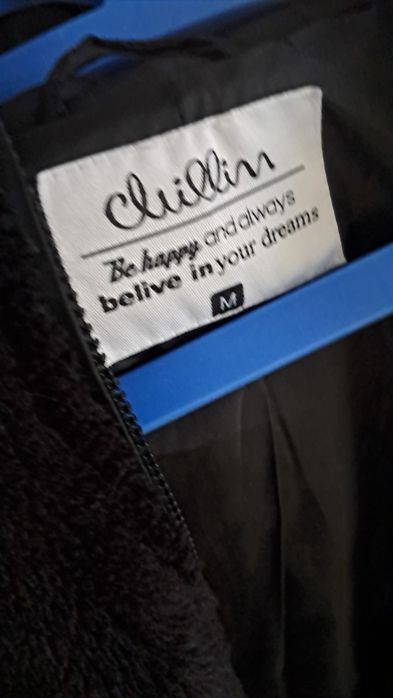 chillin
Be happy and always
belive in your dreams
M